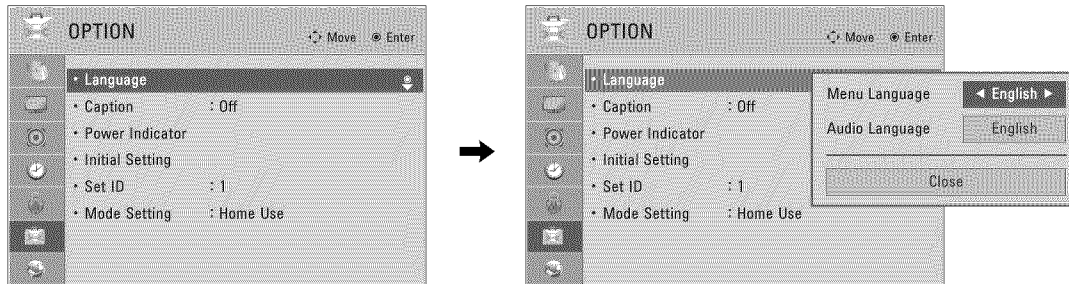 OPTION
Move Enter
• Language
• Caption : Off
• Power Indicator
• Initial Setting
• Set ID : 1
• Mode Setting : Home Use
OPTION
Move Enter
• Language
• Caption : Off
• Power Indicator
• Initial Setting
• Set ID : 1
• Mode Setting : Home Use
Menu Language ◄ English ►
Audio Language English
Close